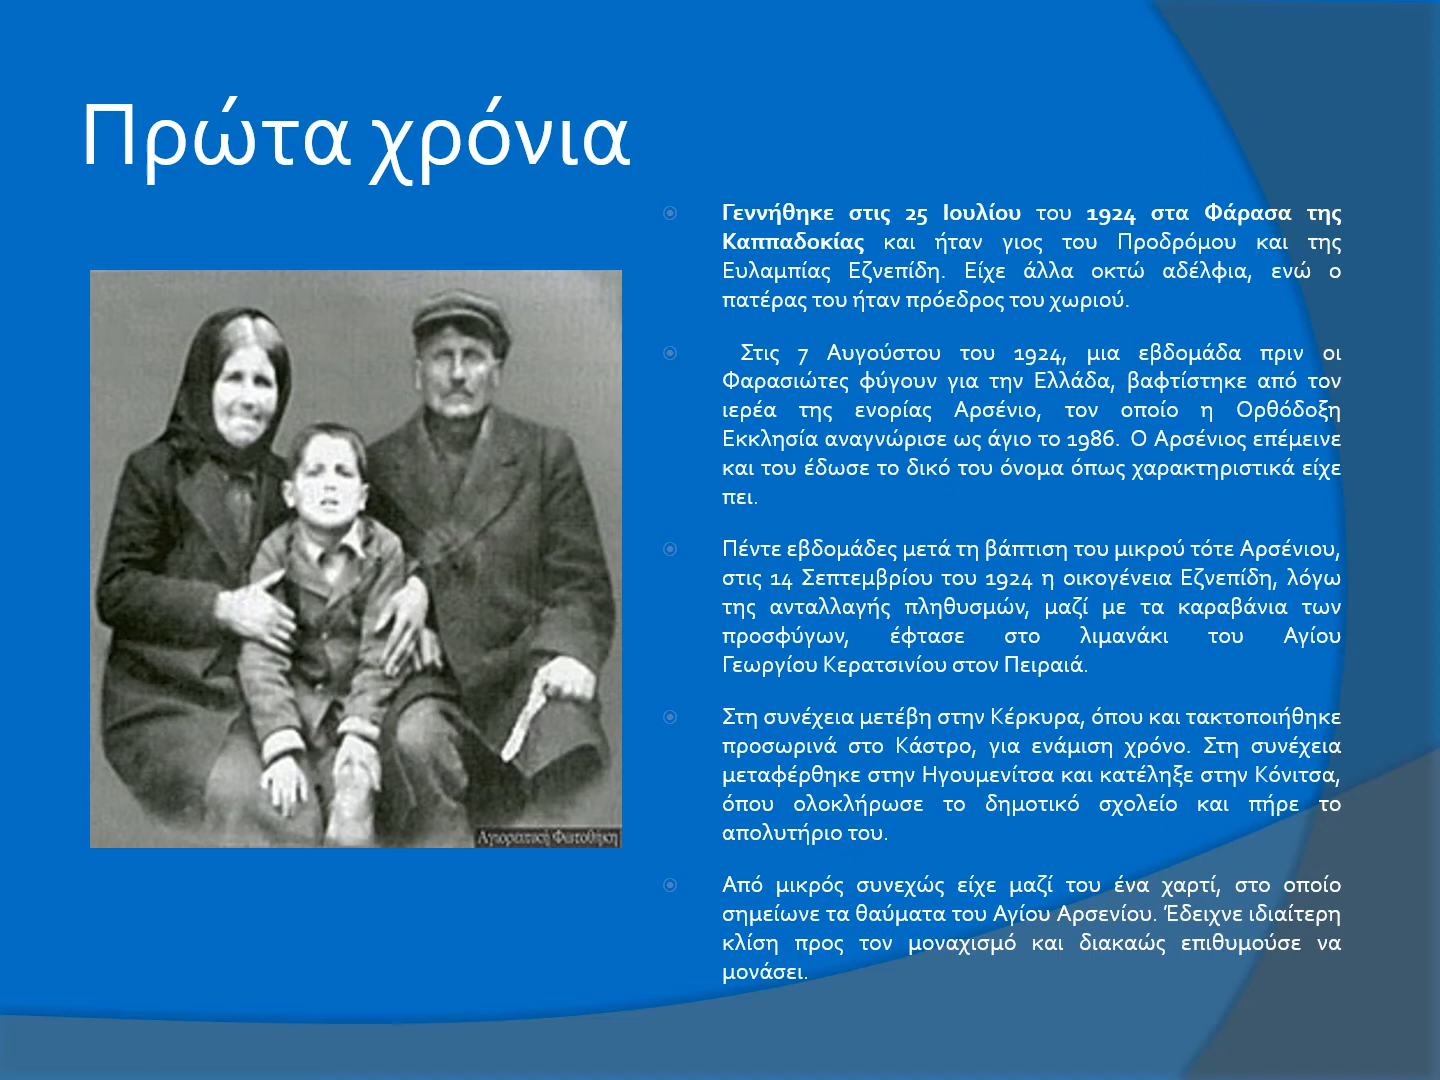 Πρώτα χρόνια
Γεννήθηκε στις 25 Ιουλίου του 1924 στα Φάρασα της
Καππαδοκίας και ήταν γιος του Προδρόμου και της
Ευλαμπίας Εζνεπίδη. Είχε άλλα οκτώ αδέλφια, ενώ ο
πατέρας του ήταν πρόεδρος του χωριού.
Στις 7 Αυγούστου του 1924, μια εβδομάδα πριν οι
Φαρασιώτες φύγουν για την Ελλάδα, βαφτίστηκε από τον
ιερέα της ενορίας Αρσένιο, τον οποίο η Ορθόδοξη
Εκκλησία αναγνώρισε ως άγιο το 1986. Ο Αρσένιος επέμεινε
και του έδωσε το δικό του όνομα όπως χαρακτηριστικά είχε
πει.
Πέντε εβδομάδες μετά τη βάπτιση του μικρού τότε Αρσένιου,
στις 14 Σεπτεμβρίου του 1924 η οικογένεια Εζνεπίδη, λόγω
της ανταλλαγής πληθυσμών, μαζί με τα καραβάνια των
προσφύγων, έφτασε στο λιμανάκι του Αγίου
Γεωργίου Κερατσινίου στον Πειραιά.
Στη συνέχεια μετέβη στην Κέρκυρα, όπου και τακτοποιήθηκε
προσωρινά στο Κάστρο, για ενάμιση χρόνο. Στη συνέχεια
μεταφέρθηκε στην Ηγουμενίτσα και κατέληξε στην Κόνιτσα,
όπου ολοκλήρωσε το δημοτικό σχολείο και πήρε το
απολυτήριο του.
Από μικρός συνεχώς είχε μαζί του ένα χαρτί, στο οποίο
σημείωνε τα θαύματα του Αγίου Αρσενίου. Έδειχνε ιδιαίτερη
κλίση προς τον μοναχισμό και διακαώς επιθυμούσε να
μονάσει.
Αγιορειτική Φωτοθήκη